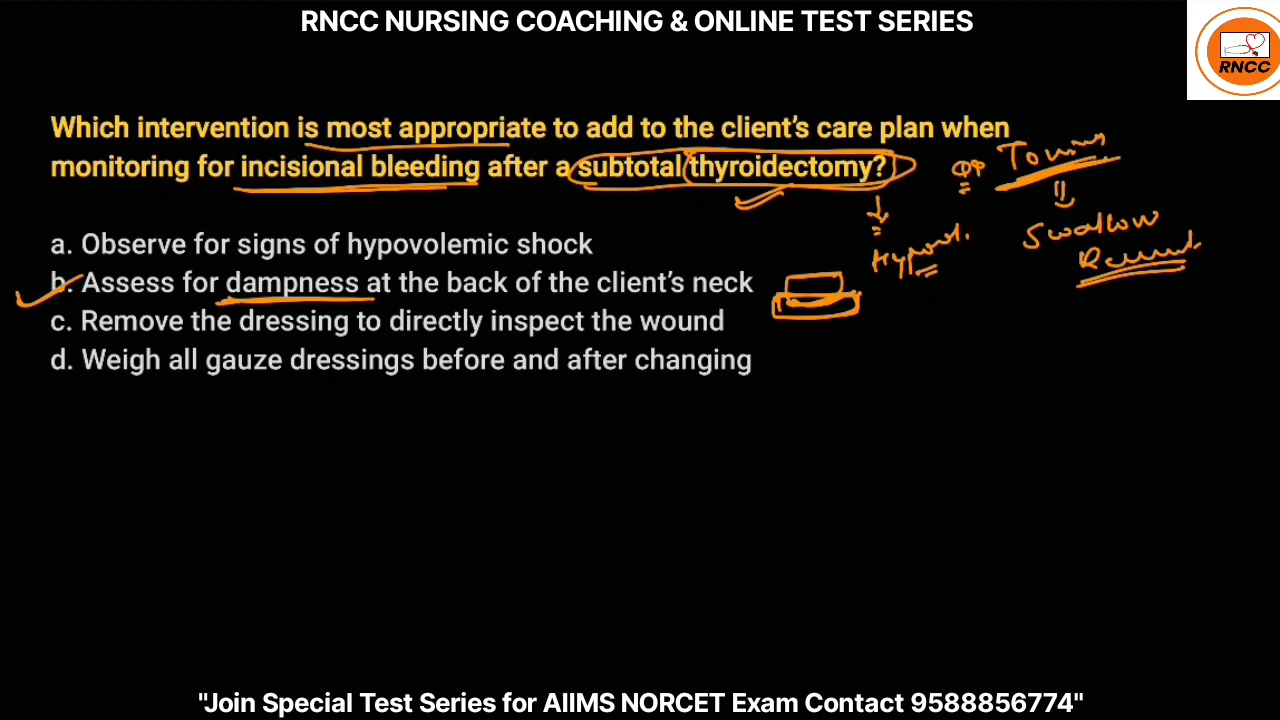 RNCC NURSING COACHING & ONLINE TEST SERIES
RNCC
Which intervention is most appropriate to add to the client's care plan when
monitoring for incisional bleeding after a subtotal thyroidectomy?
Swallow
a. Observe for signs of hypovolemic shock
b. Assess for dampness at the back of the client's neck
c. Remove the dressing to directly inspect the wound
d. Weigh all gauze dressings before and after changing
"Join Special Test Series for AIIMS NORCET Exam Contact 9588856774"